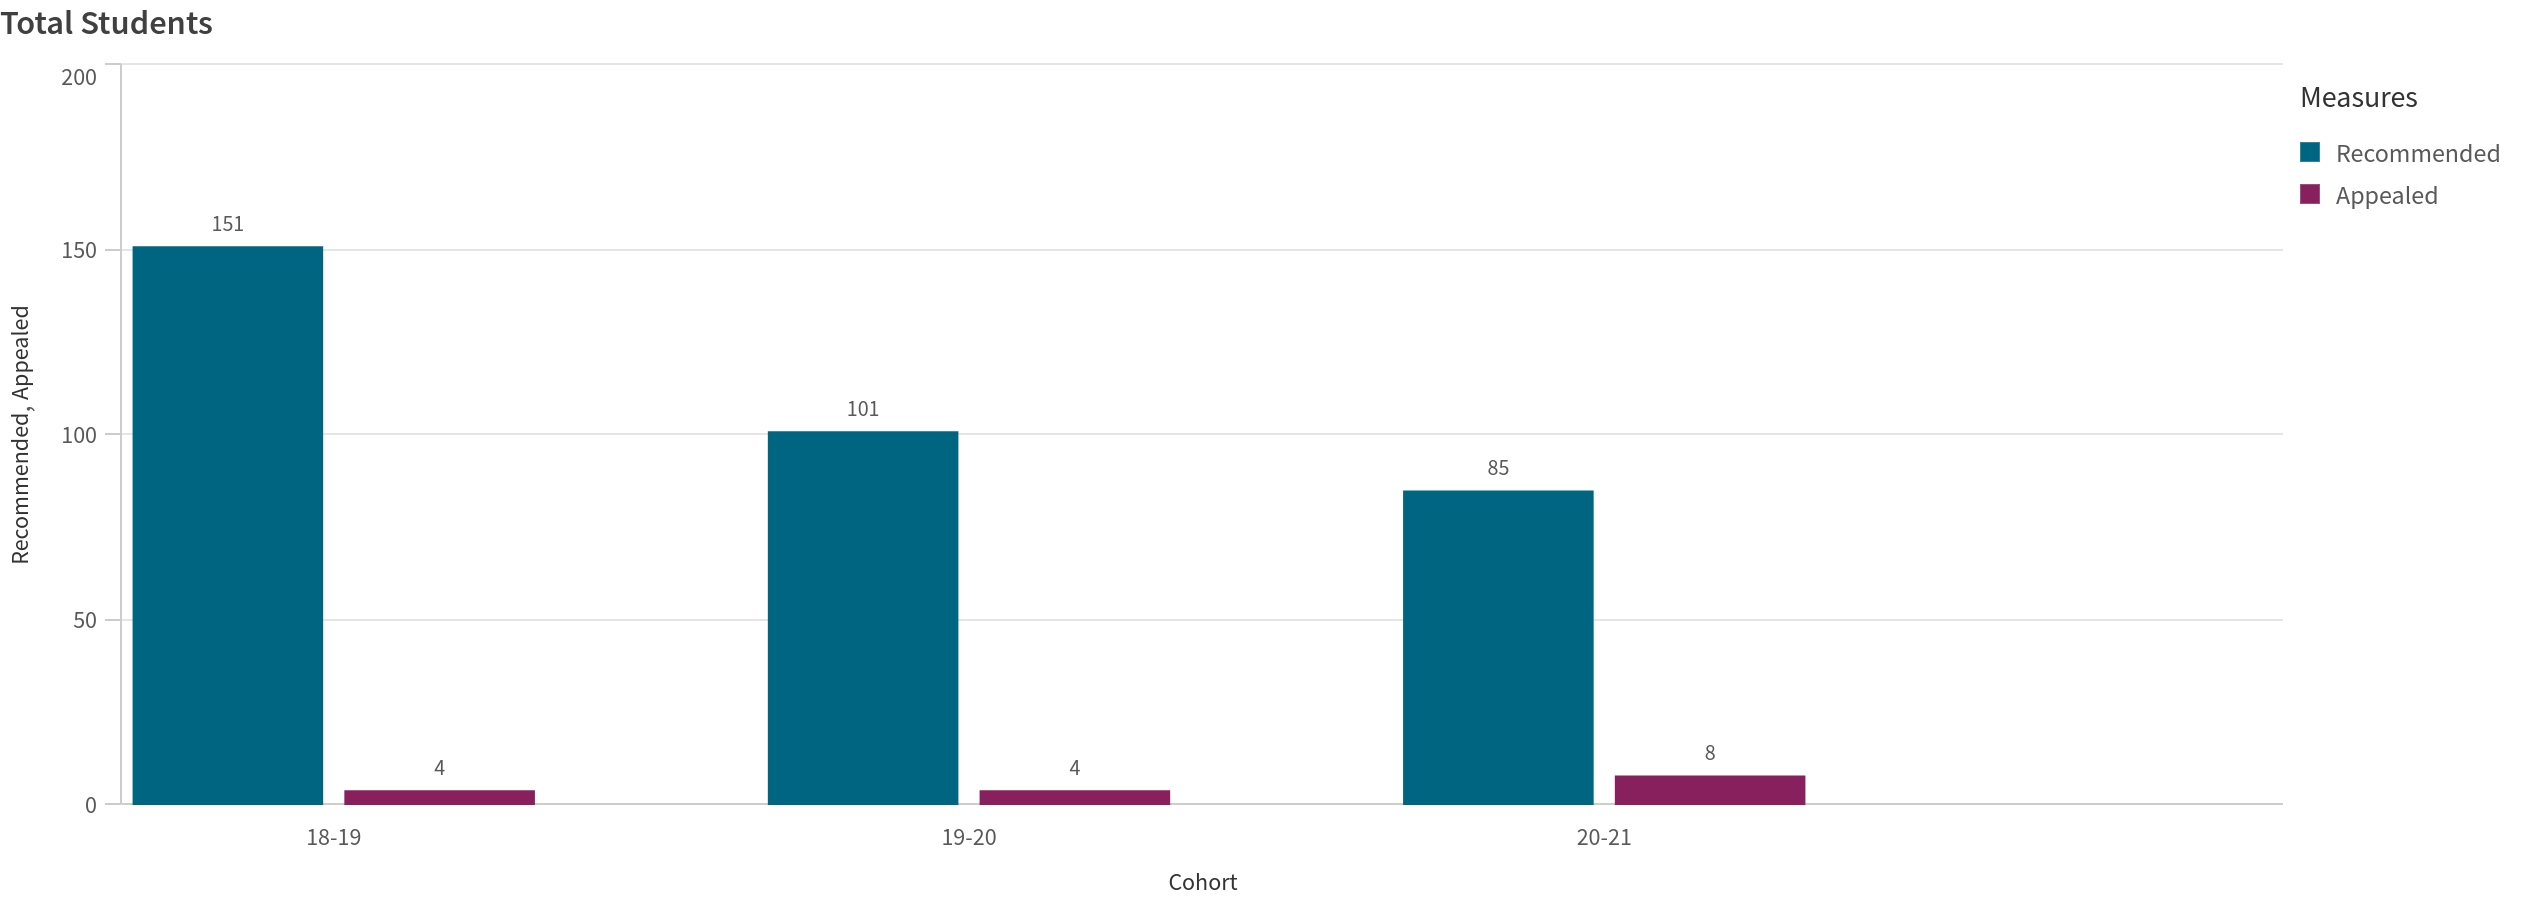 Total Students
200
150
100
50
0
Recommended, Appealed
151
4
101
4
85
8
18-19
19-20
20-21
Cohort
Measures
Recommended
Appealed